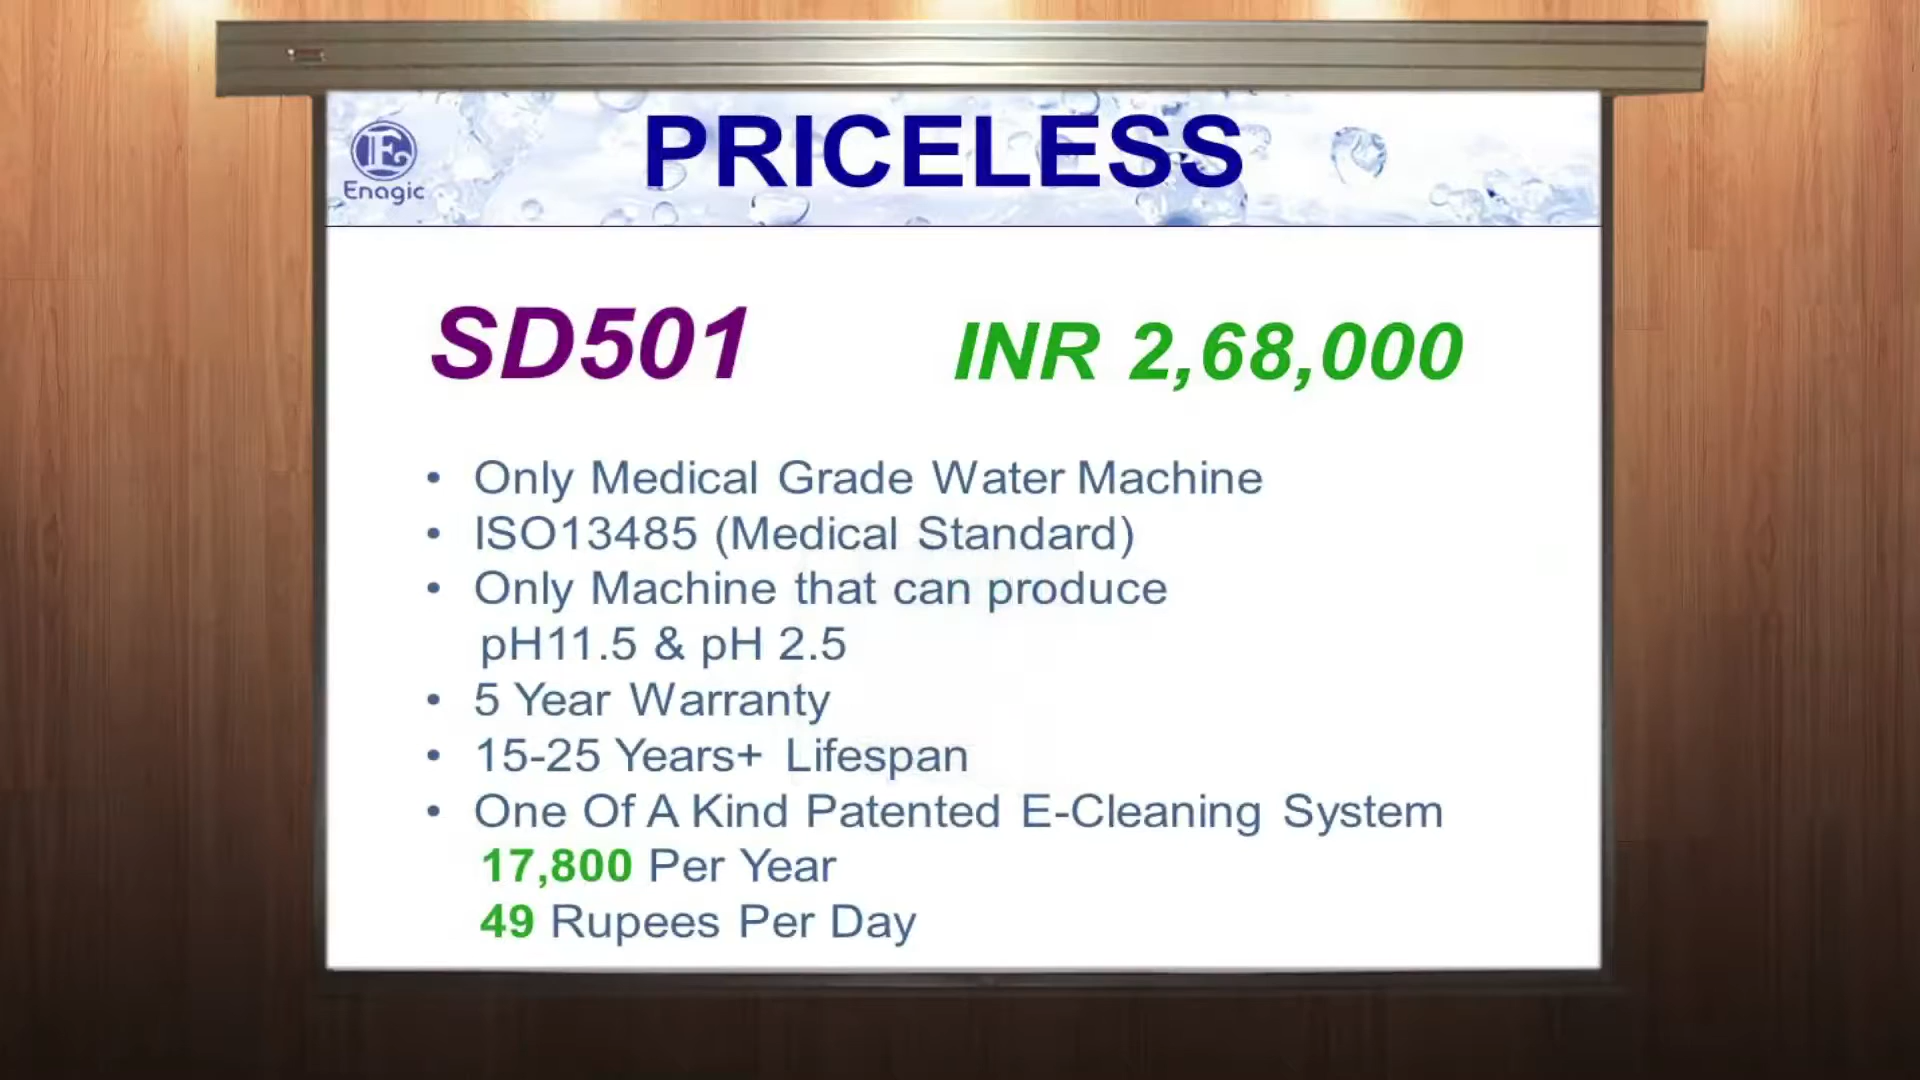 Enagic
PRICELESS
SD501
INR 2,68,000
• Only Medical Grade Water Machine
• ISO13485 (Medical Standard)
• Only Machine that can produce
pH11.5 & pH 2.5
• 5 Year Warranty
• 15-25 Years+ Lifespan
• One Of A Kind Patented E-Cleaning System
17,800 Per Year
49 Rupees Per Day